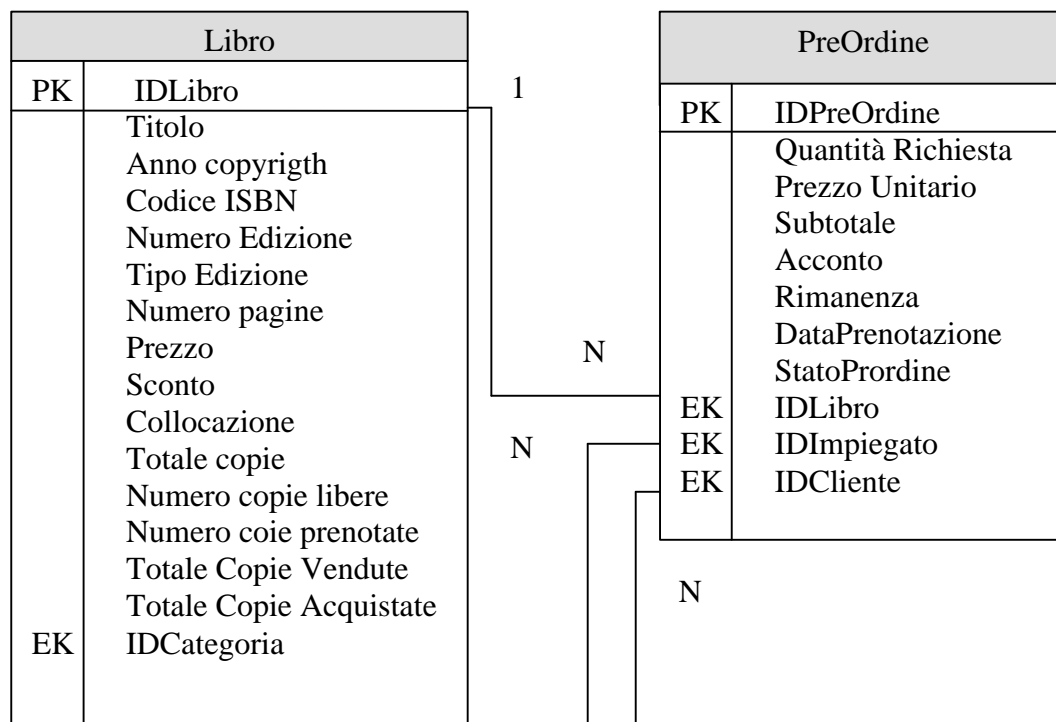 Libro
PK IDLibro
Titolo
Anno copyrigth
Codice ISBN
Numero Edizione
Tipo Edizione
Numero pagine
Prezzo
Sconto
Collocazione
Totale copie
Numero copie libere
Numero coie prenotate
Totale Copie Vendute
Totale Copie Acquistate
EK IDCategoria
1
N
N
PreOrdine
PK IDPreOrdine
Quantità Richiesta
Prezzo Unitario
Subtotale
Acconto
Rimanenza
DataPrenotazione
StatoPrordine
EK IDLibro
EK IDImpiegato
EK IDCliente
N